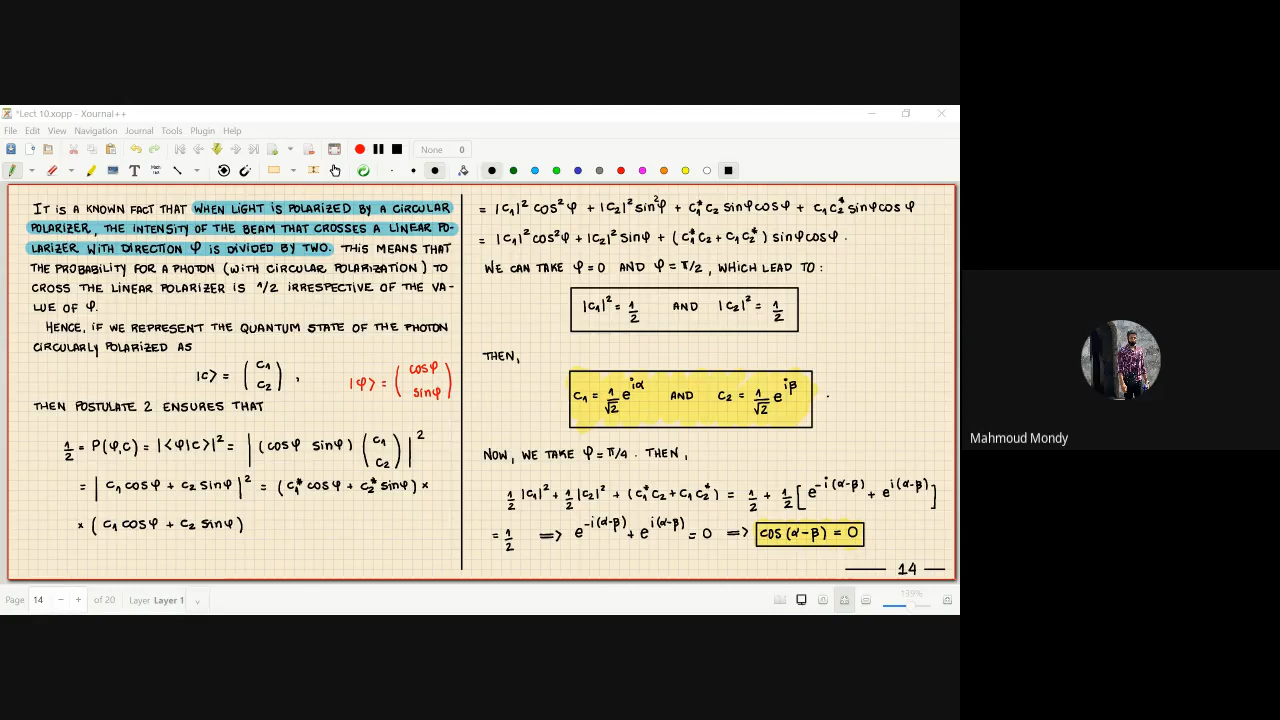 *Lect 10.xopp - Xournal++
File Edit View Navigation Journal Tools Plugin Help
None 0
IT IS A KNOWN FACT THAT WHEN LIGHT IS POLARIZED BY A CIRCULAR
POLARIZER, THE INTENSITY OF THE BEAM THAT CROSSES A LINEAR PO-
LARIZER WITH DIRECTION φ IS DIVIDED BY TWO. THIS MEANS THAT
THE PROBABILITY FOR A PHOTON (WITH CIRCULAR POLARIZATION) TO
CROSS THE LINEAR POLARIZER IS 1/2 IRRESPECTIVE OF THE VA-
LUE OF φ.
HENCE, IF WE REPRESENT THE QUANTUM STATE OF THE PHOTON
CIRCULARLY POLARIZED AS
|C> = (C1 C2) , |φ> = (cosφ sinφ)
THEN POSTULATE 2 ENSURES THAT
1/2 = P(φ,C) = |<φ|C>|² = |(cosφ sinφ) (C1 C2)|²
= |C1 cosφ + C2 sinφ|² = (C1* cosφ + C2* sinφ) ×
× (C1 cosφ + C2 sinφ)
= |C1|² cos²φ + |C2|² sin²φ + C1* C2 sinφ cosφ + C1 C2* sinφ cosφ
= |C1|² cos²φ + |C2|² sinφ + (C1* C2 + C1 C2*) sinφ cosφ .
WE CAN TAKE φ=0 AND φ=π/2, WHICH LEAD TO:
|C1|² = 1/2 AND |C2|² = 1/2
THEN,
C1 = 1/√2 e^iα AND C2 = 1/√2 e^iβ .
NOW, WE TAKE φ=π/4. THEN,
1/2 |C1|² + 1/2 |C2|² + (C1* C2 + C1 C2*) = 1/2 + 1/2 [e^-i(α-β) + e^i(α-β)]
= 1/2 ⟹ e^-i(α-β) + e^i(α-β) = 0 ⟹ cos(α-β) = 0
14
Page 14 of 20 Layer Layer 1 139%
Mahmoud Mondy